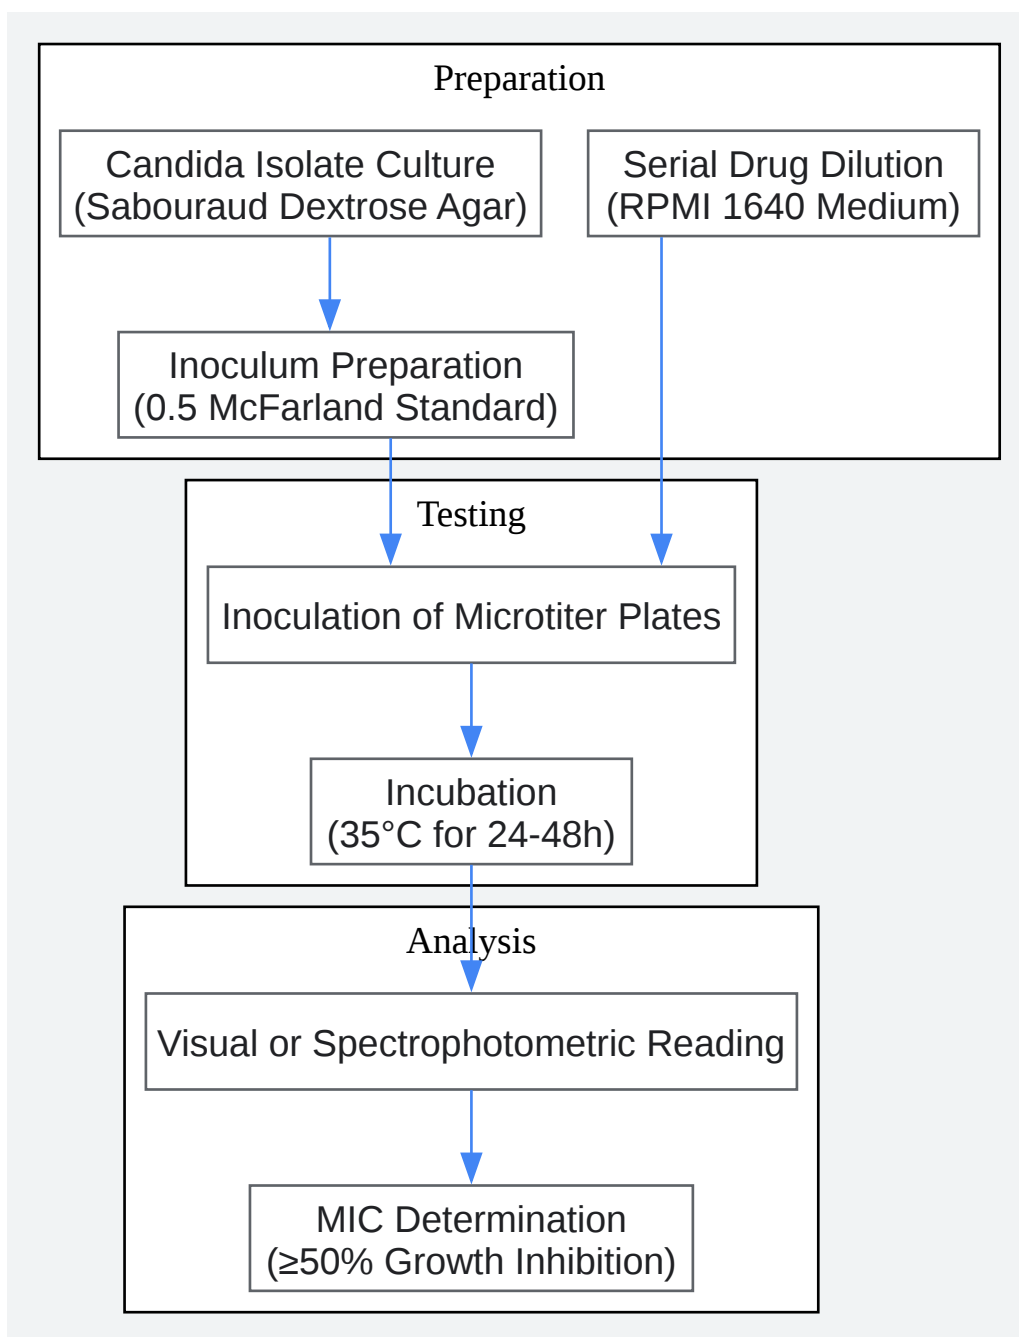 Preparation
Candida Isolate Culture
(Sabouraud Dextrose Agar)
Serial Drug Dilution
(RPMI 1640 Medium)
Inoculum Preparation
(0.5 McFarland Standard)
Testing
Inoculation of Microtiter Plates
Incubation
(35°C for 24-48h)
Analysis
Visual or Spectrophotometric Reading
MIC Determination
(≥50% Growth Inhibition)